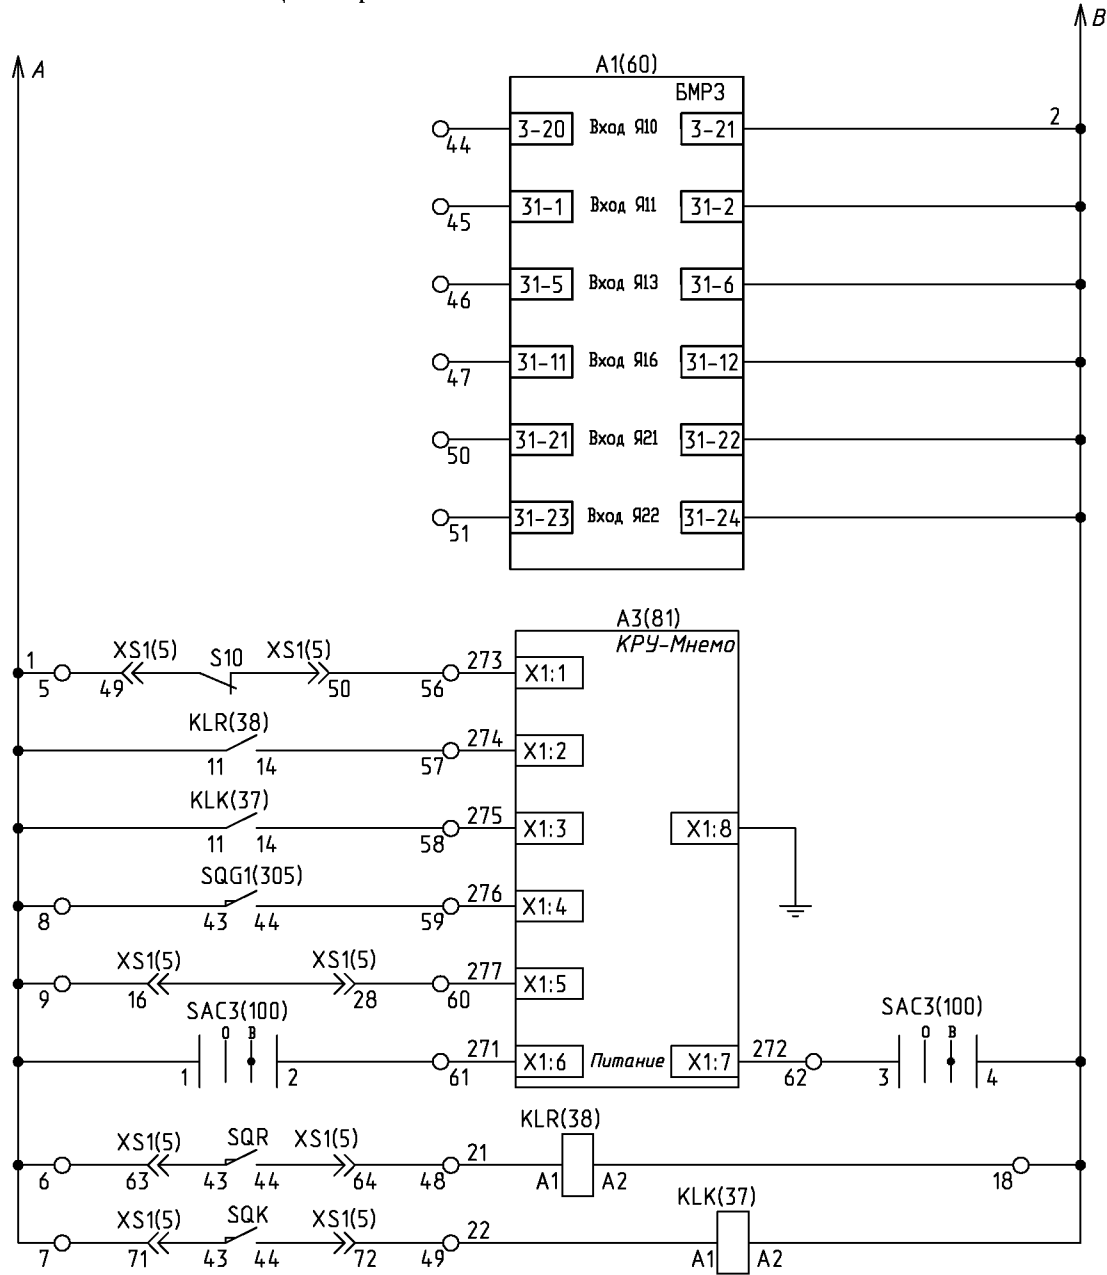 B
A
A1(60)
БМРЗ
44 3-20 Вход Я10 3-21 2
45 31-1 Вход Я11 31-2
46 31-5 Вход Я13 31-6
47 31-11 Вход Я16 31-12
50 31-21 Вход Я21 31-22
51 31-23 Вход Я22 31-24
A3(81)
КРУ-Мнемо
1 XS1(5) S10 XS1(5) 273
5 49 50 56 X1:1
KLR(38) 274
11 14 57 X1:2
KLK(37) 275
11 14 58 X1:3 X1:8
SQG1(305) 276
8 43 44 59 X1:4
XS1(5) XS1(5) 277
9 16 28 60 X1:5
SAC3(100) SAC3(100)
0 В 0 В
271 272
1 2 61 X1:6 Питание X1:7 62 3 4
KLR(38)
XS1(5) SQR XS1(5) 21
6 63 43 44 64 48 A1 A2 18
KLK(37)
XS1(5) SQK XS1(5) 22
7 71 43 44 72 49 A1 A2